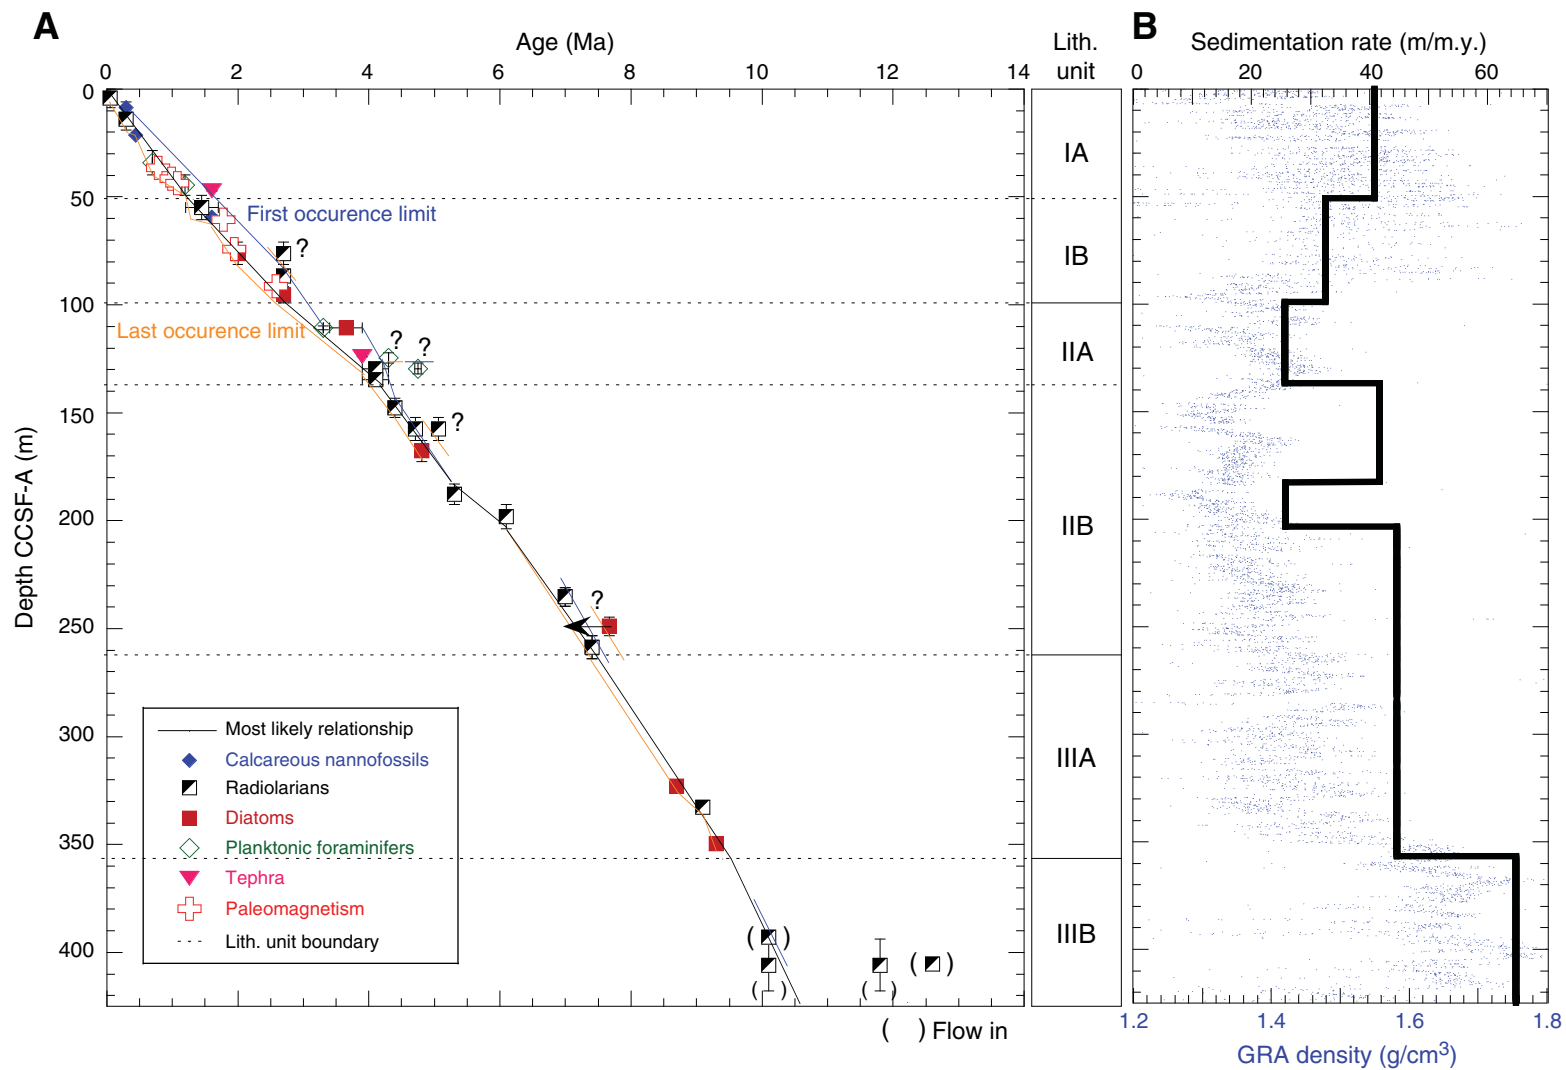 A
B
Age (Ma)
Lith.
unit
Sedimentation rate (m/m.y.)
0 2 4 6 8 10 12 14
0 20 40 60
0
50
100
150
200
250
300
350
400
Depth CCSF-A (m)
First occurence limit
Last occurence limit
?
?
?
?
?
IA
IB
IIA
IIB
IIIA
IIIB
Most likely relationship
Calcareous nannofossils
Radiolarians
Diatoms
Planktonic foraminifers
Tephra
Paleomagnetism
Lith. unit boundary
( )
( )
( )
( )
( ) Flow in
1.2 1.4 1.6 1.8
GRA density (g/cm³)